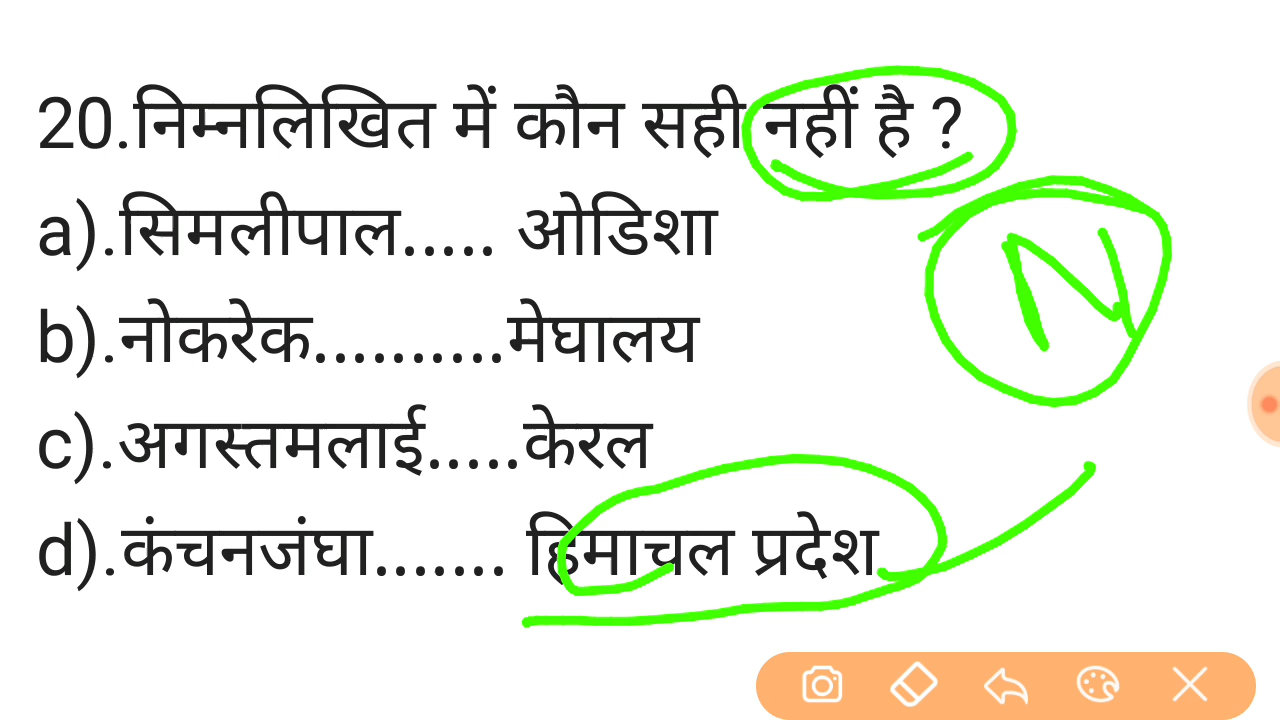 20.निम्नलिखित में कौन सही नहीं है ?
N
a).सिमलीपाल..... ओडिशा
b).नोकरेक..........मेघालय
c).अगस्तमलाई.....केरल
d).कंचनजंघा....... हिमाचल प्रदेश